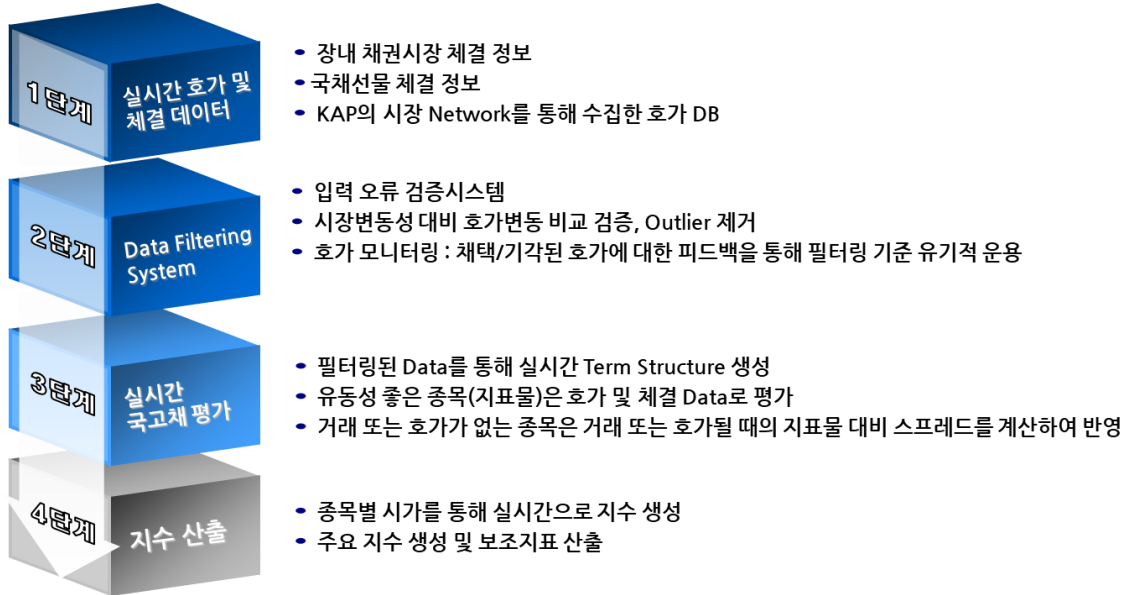 1단계
실시간 호가 및
체결 데이터
• 장내 채권시장 체결 정보
• 국채선물 체결 정보
• KAP의 시장 Network를 통해 수집한 호가 DB
2단계
Data Filtering
System
• 입력 오류 검증시스템
• 시장변동성 대비 호가변동 비교 검증, Outlier 제거
• 호가 모니터링 : 채택/기각된 호가에 대한 피드백을 통해 필터링 기준 유기적 운용
3단계
실시간
국고채 평가
• 필터링된 Data를 통해 실시간 Term Structure 생성
• 유동성 좋은 종목(지표물)은 호가 및 체결 Data로 평가
• 거래 또는 호가가 없는 종목은 거래 또는 호가될 때의 지표물 대비 스프레드를 계산하여 반영
4단계
지수 산출
• 종목별 시가를 통해 실시간으로 지수 생성
• 주요 지수 생성 및 보조지표 산출